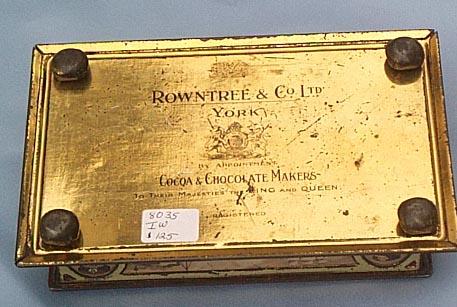 ROWNTREE & CO LTD
YORK
BY APPOINTMENT
COCOA & CHOCOLATE MAKERS
TO THEIR MAJESTIES THE KING AND QUEEN.
REGISTERED
8035
IW
$125